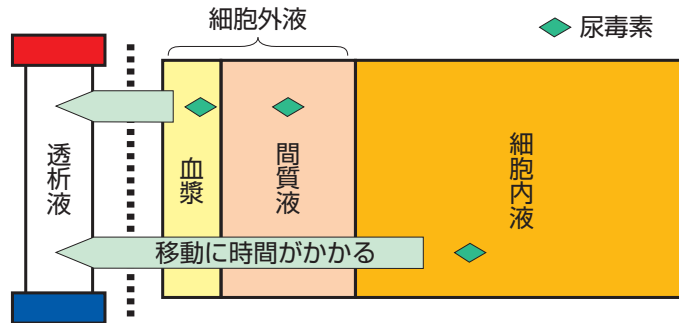 細胞外液
尿毒素
透析液
血漿
間質液
細胞内液
移動に時間がかかる